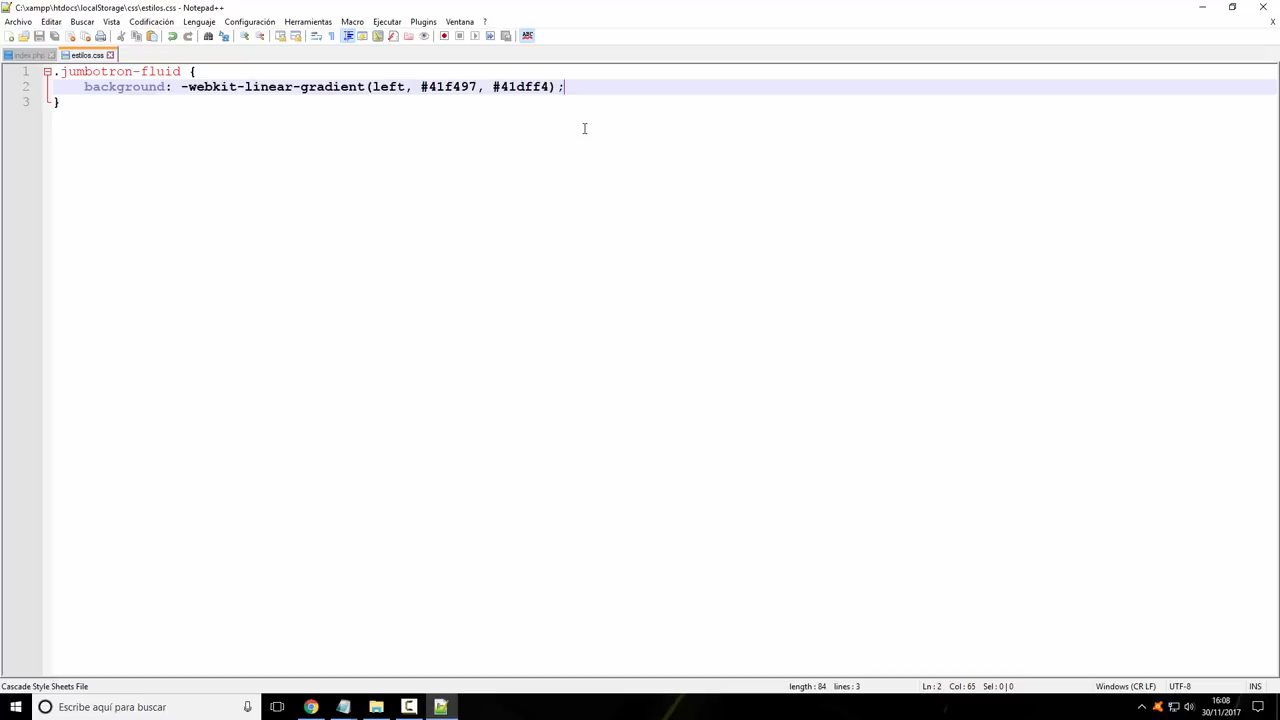 C:\xampp\htdocs\localStorage\css\estilos.css - Notepad++
Archivo Editar Buscar Vista Codificación Lenguaje Configuración Herramientas Macro Ejecutar Plugins Ventana ? X
index.php estilos.css
1 .jumbotron-fluid {
2 background: -webkit-linear-gradient(left, #41f497, #41dff4);
3 }
Cascade Style Sheets File length : 84 lines : 3 Ln : 2 Col : 65 Sel : 0 | 0 Windows (CR LF) UTF-8 INS
Escribe aquí para buscar
16:08
30/11/2017